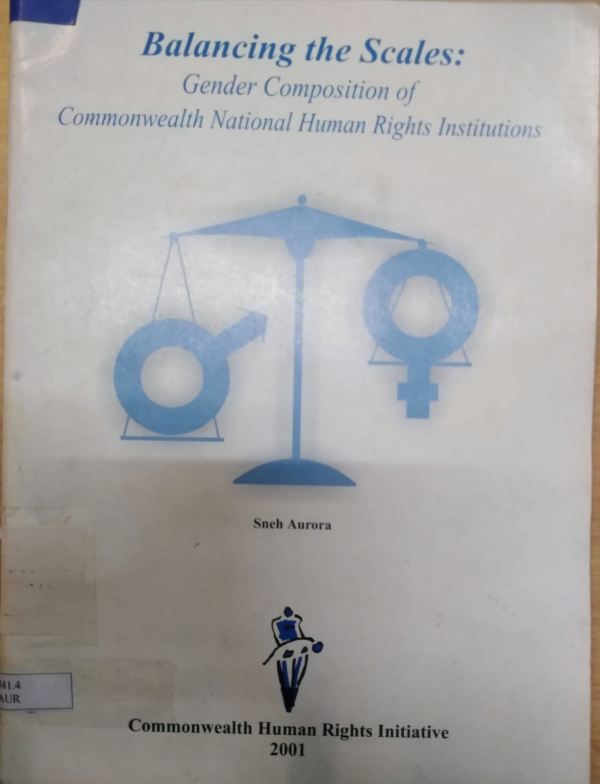 Balancing the Scales:
Gender Composition of
Commonwealth National Human Rights Institutions
Sneh Aurora
41.4
AUR
Commonwealth Human Rights Initiative
2001